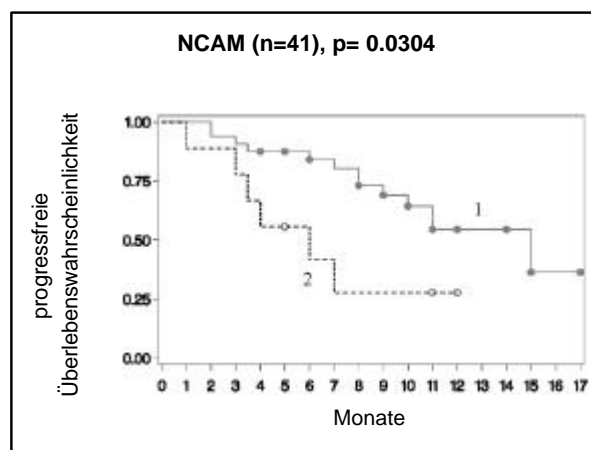 NCAM (n=41), p= 0.0304
progressfreie
Überlebenswahrscheinlichkeit
1.00
0.75
0.50
0.25
0.00
1
2
0 1 2 3 4 5 6 7 8 9 10 11 12 13 14 15 16 17
Monate